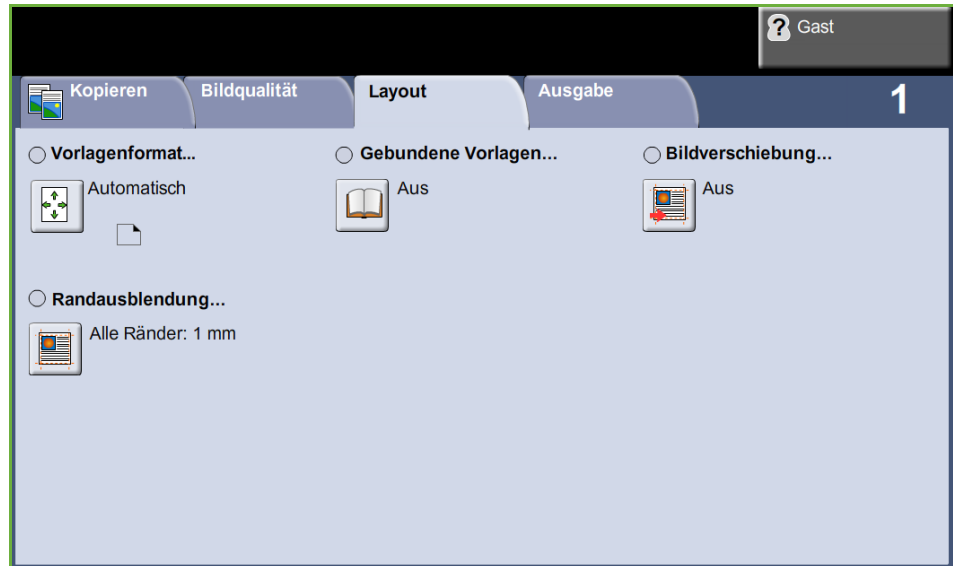 ? Gast
Kopieren Bildqualität Layout Ausgabe 1
Vorlagenformat... Gebundene Vorlagen... Bildverschiebung...
Automatisch Aus Aus
Randausblendung...
Alle Ränder: 1 mm